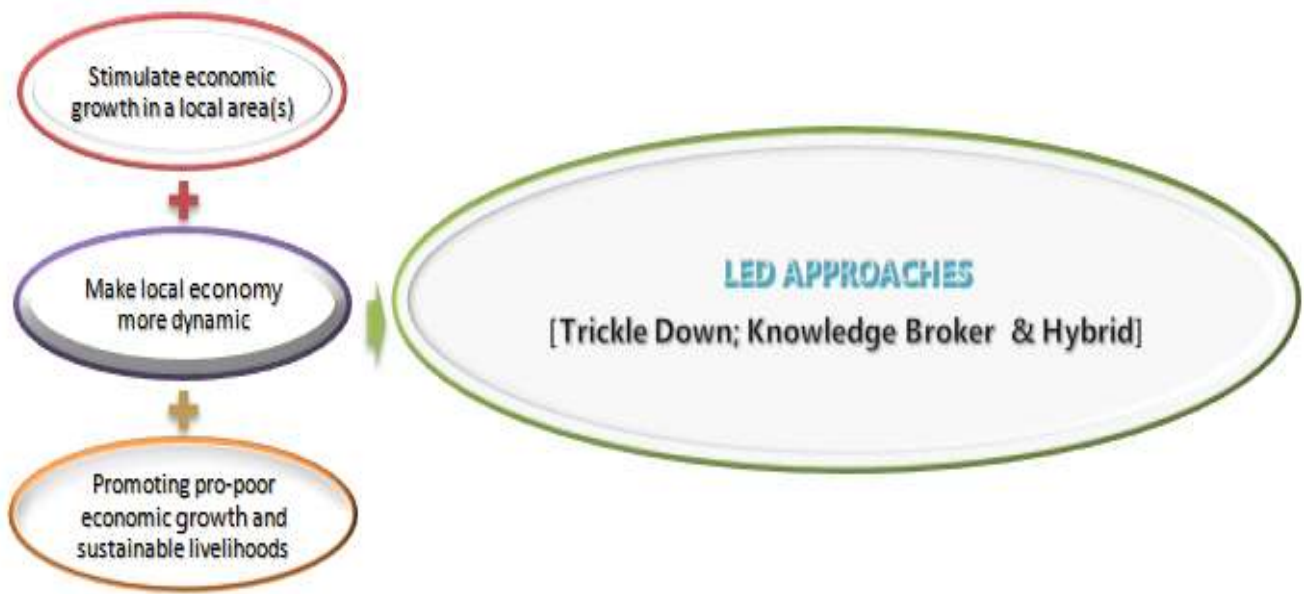 Stimulate economic
growth in a local area(s)
Make local economy
more dynamic
Promoting pro-poor
economic growth and
sustainable livelihoods
LED APPROACHES
[Trickle Down; Knowledge Broker & Hybrid]